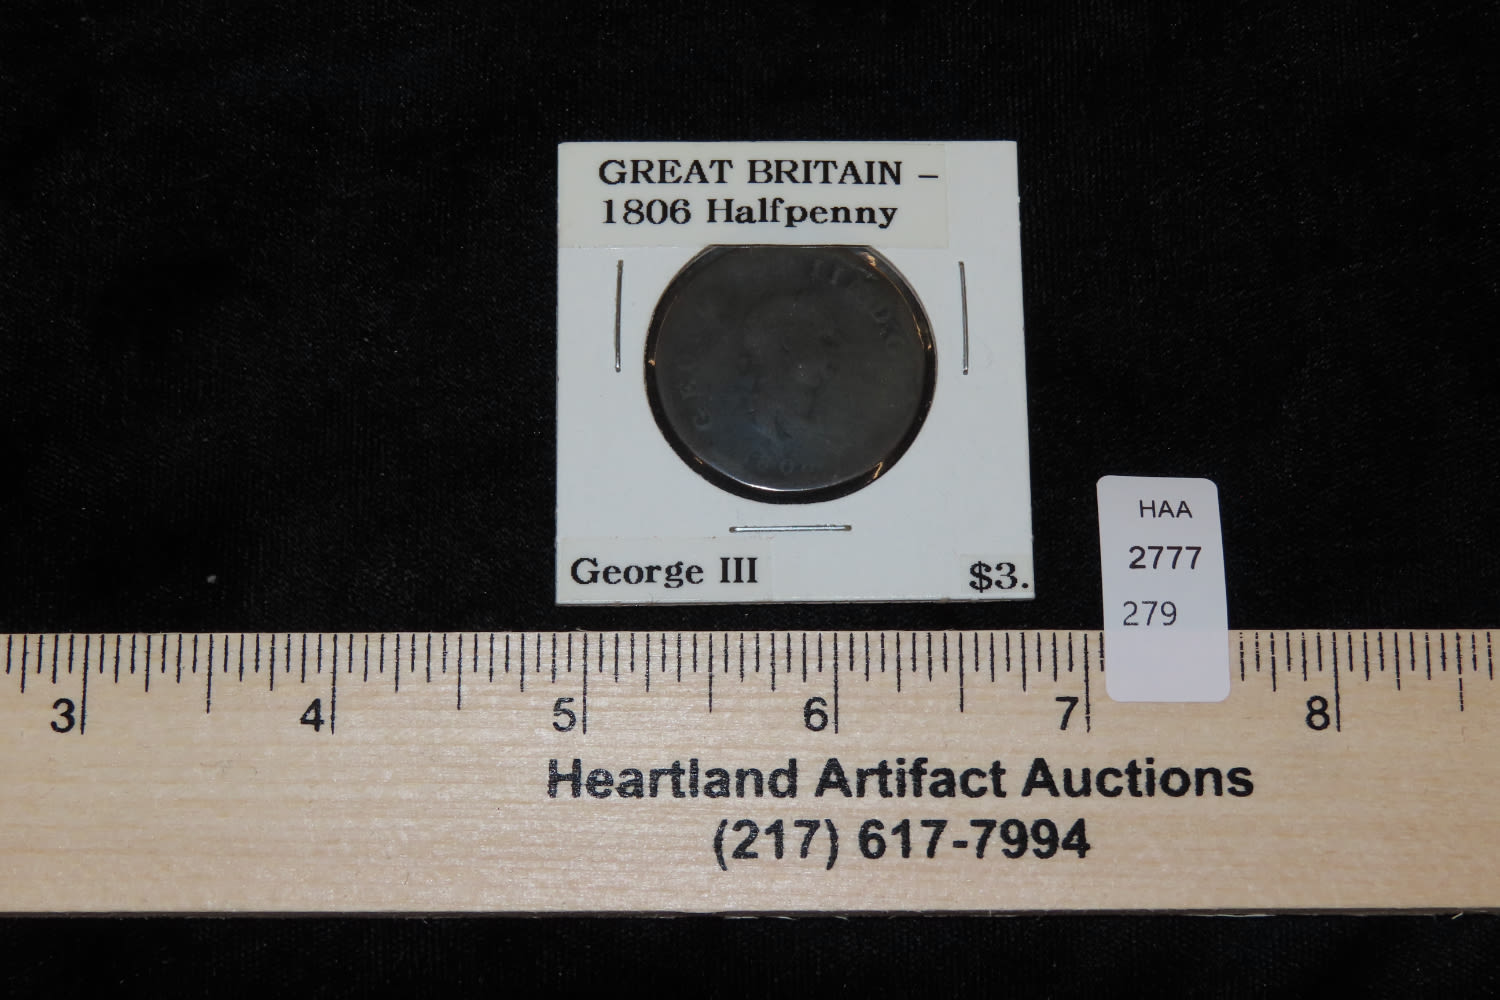 GREAT BRITAIN –
1806 Halfpenny
George III
$3.
HAA
2777
279
3 4 5 6 7 8
Heartland Artifact Auctions
(217) 617-7994